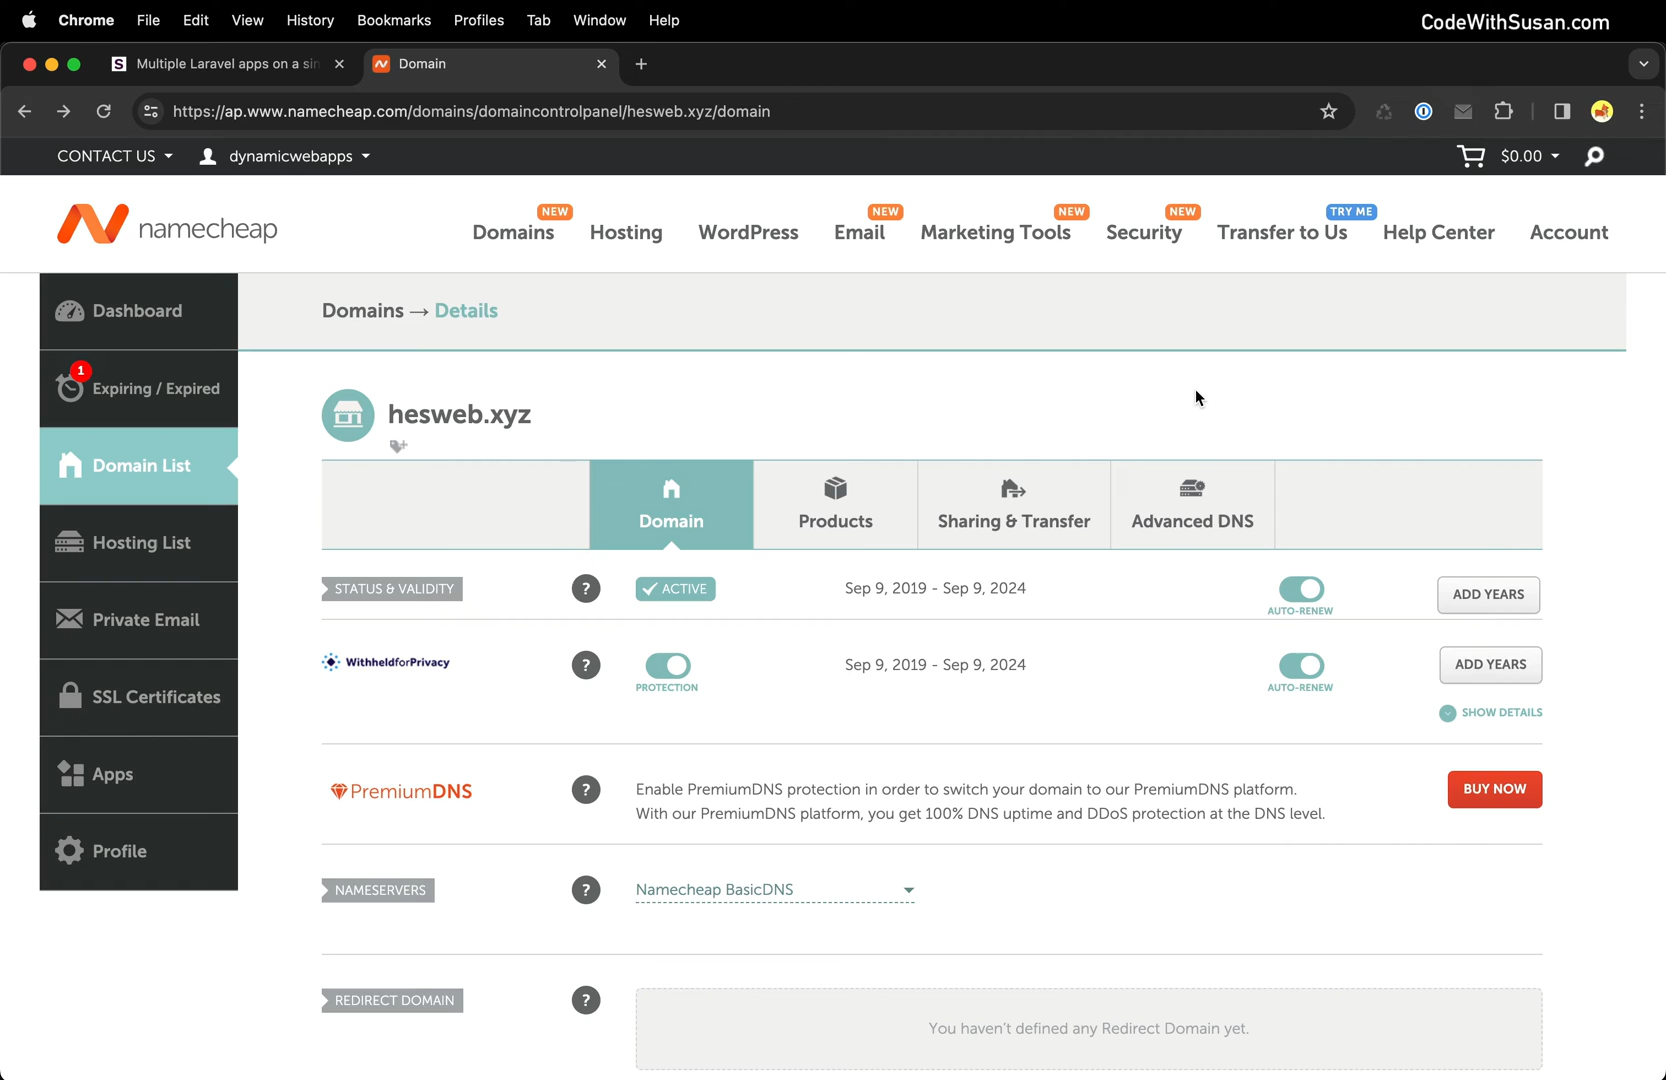 Chrome File Edit View History Bookmarks Profiles Tab Window Help CodeWithSusan.com
S Multiple Laravel apps on a sin Domain
https://ap.www.namecheap.com/domains/domaincontrolpanel/hesweb.xyz/domain
CONTACT US dynamicwebapps $0.00
NEW NEW NEW NEW TRY ME
namecheap Domains Hosting WordPress Email Marketing Tools Security Transfer to Us Help Center Account
Dashboard
1
Expiring / Expired
Domain List
Hosting List
Private Email
SSL Certificates
Apps
Profile
Domains → Details
hesweb.xyz
Domain Products Sharing & Transfer Advanced DNS
STATUS & VALIDITY ? ACTIVE Sep 9, 2019 - Sep 9, 2024 AUTO-RENEW ADD YEARS
WithheldforPrivacy ? PROTECTION Sep 9, 2019 - Sep 9, 2024 AUTO-RENEW ADD YEARS
SHOW DETAILS
PremiumDNS ? Enable PremiumDNS protection in order to switch your domain to our PremiumDNS platform. BUY NOW
With our PremiumDNS platform, you get 100% DNS uptime and DDoS protection at the DNS level.
NAMESERVERS ? Namecheap BasicDNS
REDIRECT DOMAIN ?
You haven't defined any Redirect Domain yet.